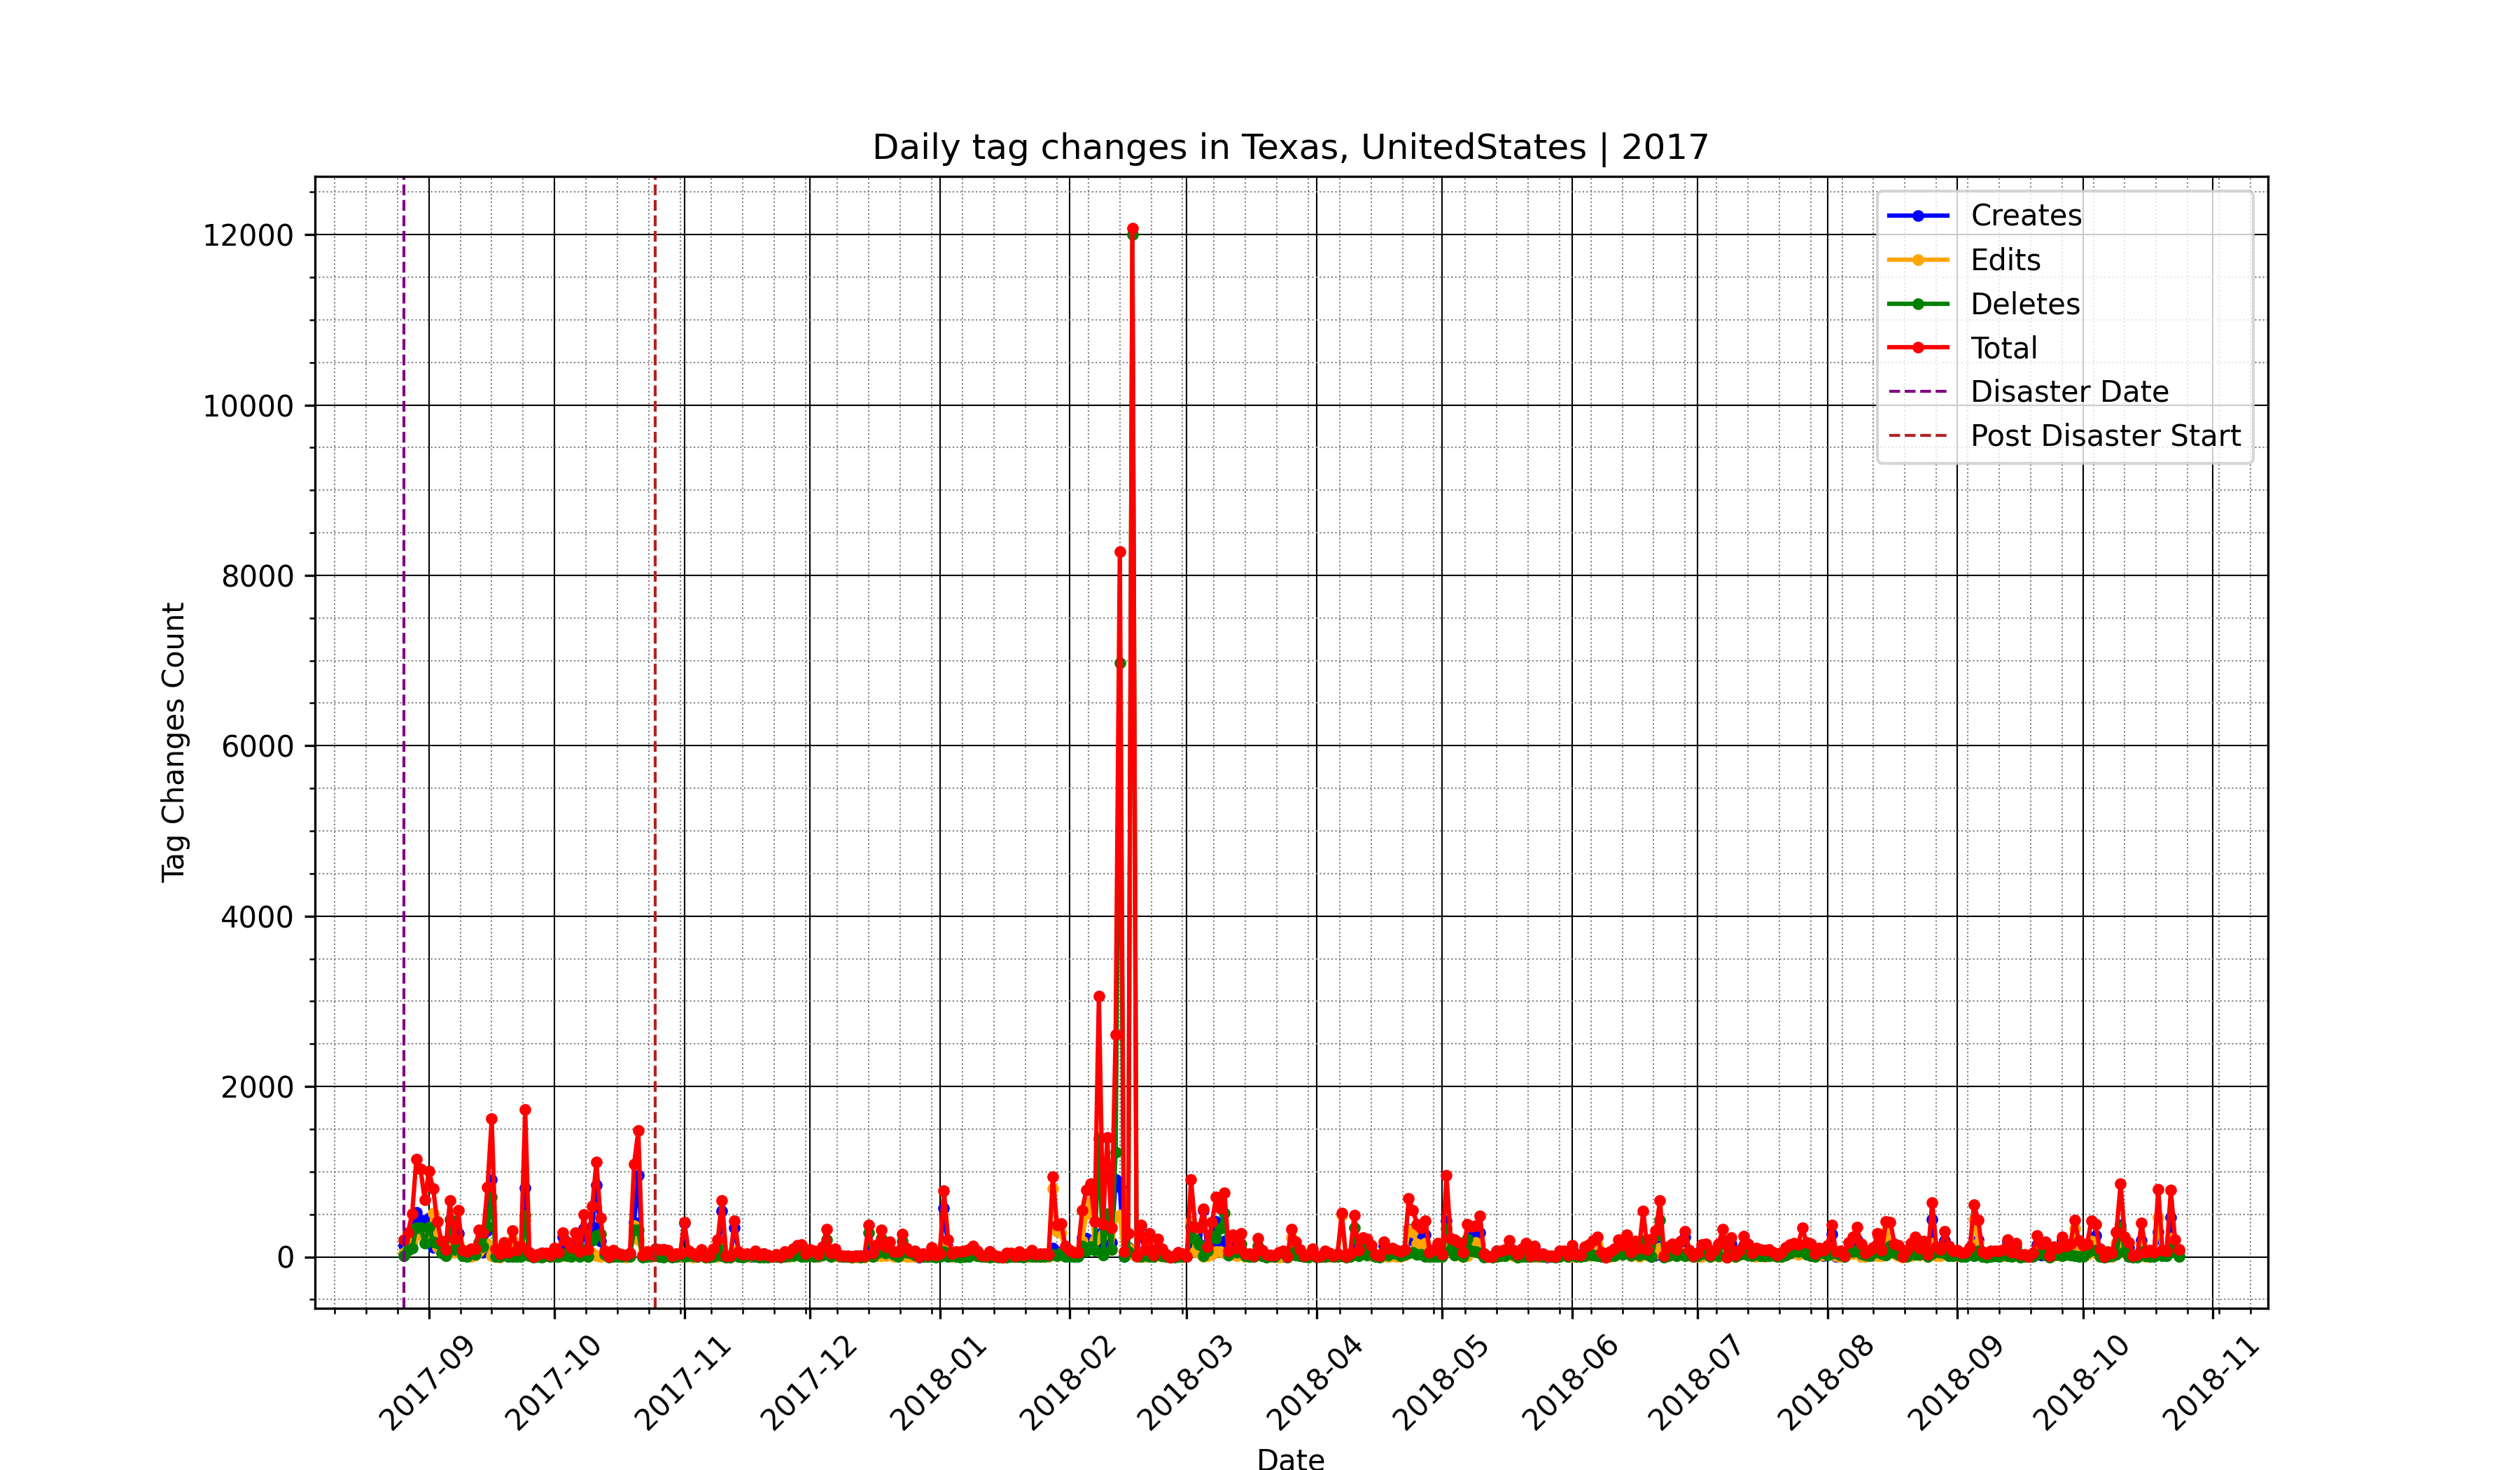 Daily tag changes in Texas, UnitedStates | 2017
12000
10000
8000
6000
4000
2000
0
Tag Changes Count
Creates
Edits
Deletes
Total
Disaster Date
Post Disaster Start
2017-09
2017-10
2017-11
2017-12
2018-01
2018-02
2018-03
2018-04
2018-05
2018-06
2018-07
2018-08
2018-09
2018-10
2018-11
Date